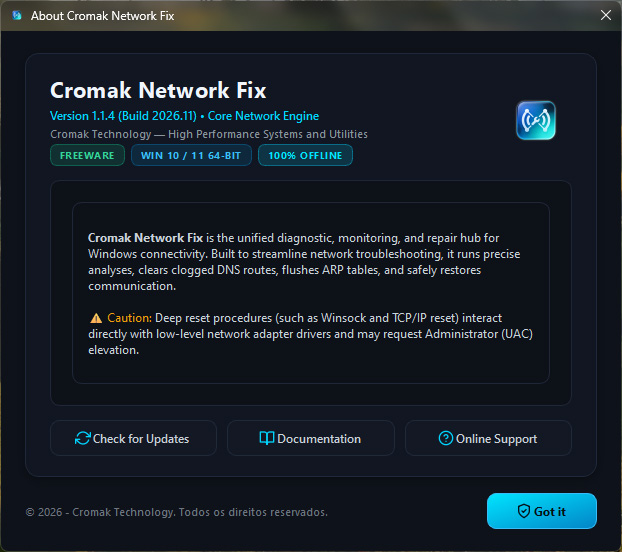 About Cromak Network Fix
Cromak Network Fix
Version 1.1.4 (Build 2026.11) • Core Network Engine
Cromak Technology — High Performance Systems and Utilities
FREEWARE
WIN 10 / 11 64-BIT
100% OFFLINE
Cromak Network Fix is the unified diagnostic, monitoring, and repair hub for
Windows connectivity. Built to streamline network troubleshooting, it runs precise
analyses, clears clogged DNS routes, flushes ARP tables, and safely restores
communication.
⚠ Caution: Deep reset procedures (such as Winsock and TCP/IP reset) interact
directly with low-level network adapter drivers and may request Administrator (UAC)
elevation.
Check for Updates
Documentation
Online Support
© 2026 - Cromak Technology. Todos os direitos reservados.
Got it